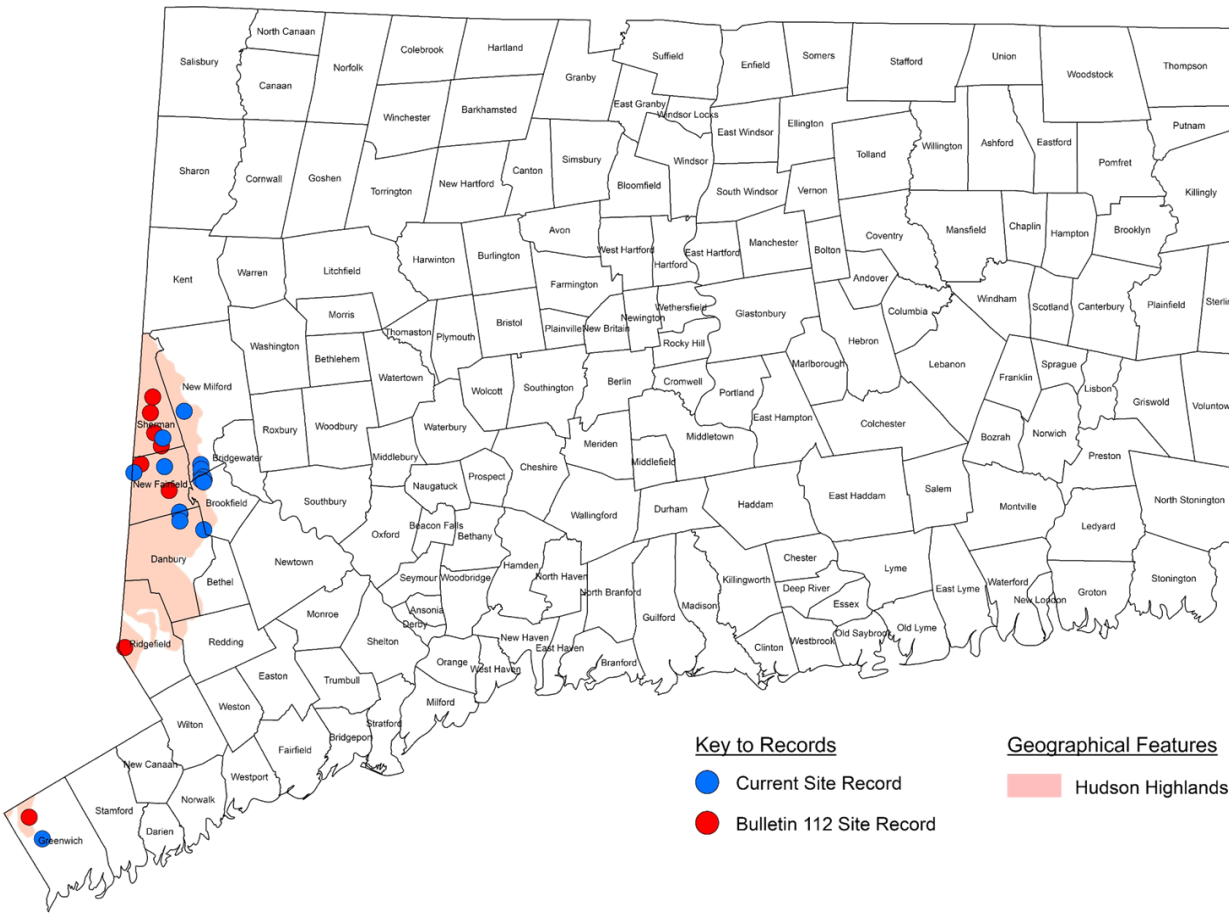 North Canaan
Salisbury
Canaan
Norfolk
Colebrook
Hartland
Granby
Suffield
Enfield
Somers
Stafford
Union
Woodstock
Thompson
East Granby
Windsor Locks
Winchester
Barkhamsted
East Windsor
Ellington
Putnam
Sharon
Cornwall
Goshen
Torrington
New Hartford
Canton
Simsbury
Bloomfield
Windsor
South Windsor
Vernon
Tolland
Willington
Ashford
Eastford
Pomfret
Killingly
Kent
Warren
Litchfield
Harwinton
Burlington
Avon
West Hartford
Hartford
East Hartford
Manchester
Bolton
Coventry
Mansfield
Chaplin
Hampton
Brooklyn
Morris
Farmington
Andover
Columbia
Windham
Scotland
Canterbury
Plainfield
Sterlin
Washington
Bethlehem
Thomaston
Plymouth
Bristol
Plainville
New Britain
Newington
Wethersfield
Rocky Hill
Glastonbury
Hebron
Lebanon
Marlborough
New Milford
Watertown
Wolcott
Southington
Berlin
Cromwell
Portland
East Hampton
Franklin
Sprague
Lisbon
Griswold
Voluntow
Sherman
Roxbury
Woodbury
Waterbury
Meriden
Middletown
Colchester
Bozrah
Norwich
Preston
Bridgewater
Middlebury
Prospect
Cheshire
Middlefield
New Fairfield
Brookfield
Southbury
Naugatuck
Wallingford
Durham
Haddam
East Haddam
Salem
Montville
North Stonington
Oxford
Beacon Falls
Bethany
Ledyard
Danbury
Bethel
Newtown
Seymour
Woodbridge
Hamden
North Haven
North Branford
Guilford
Madison
Killingworth
Chester
Deep River
Essex
Lyme
East Lyme
Waterford
New London
Groton
Stonington
Ridgefield
Redding
Monroe
Ansonia
Derby
Shelton
Orange
New Haven
West Haven
East Haven
Branford
Clinton
Westbrook
Old Saybrook
Old Lyme
Easton
Trumbull
Milford
Wilton
Weston
Fairfield
Bridgeport
Stratford
New Canaan
Westport
Norwalk
Stamford
Darien
Greenwich
Key to Records
Current Site Record
Bulletin 112 Site Record
Geographical Features
Hudson Highlands